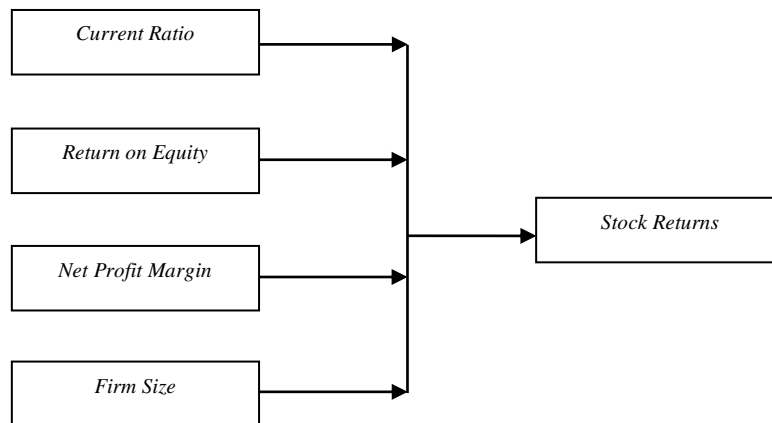 Current Ratio
Return on Equity
Stock Returns
Net Profit Margin
Firm Size